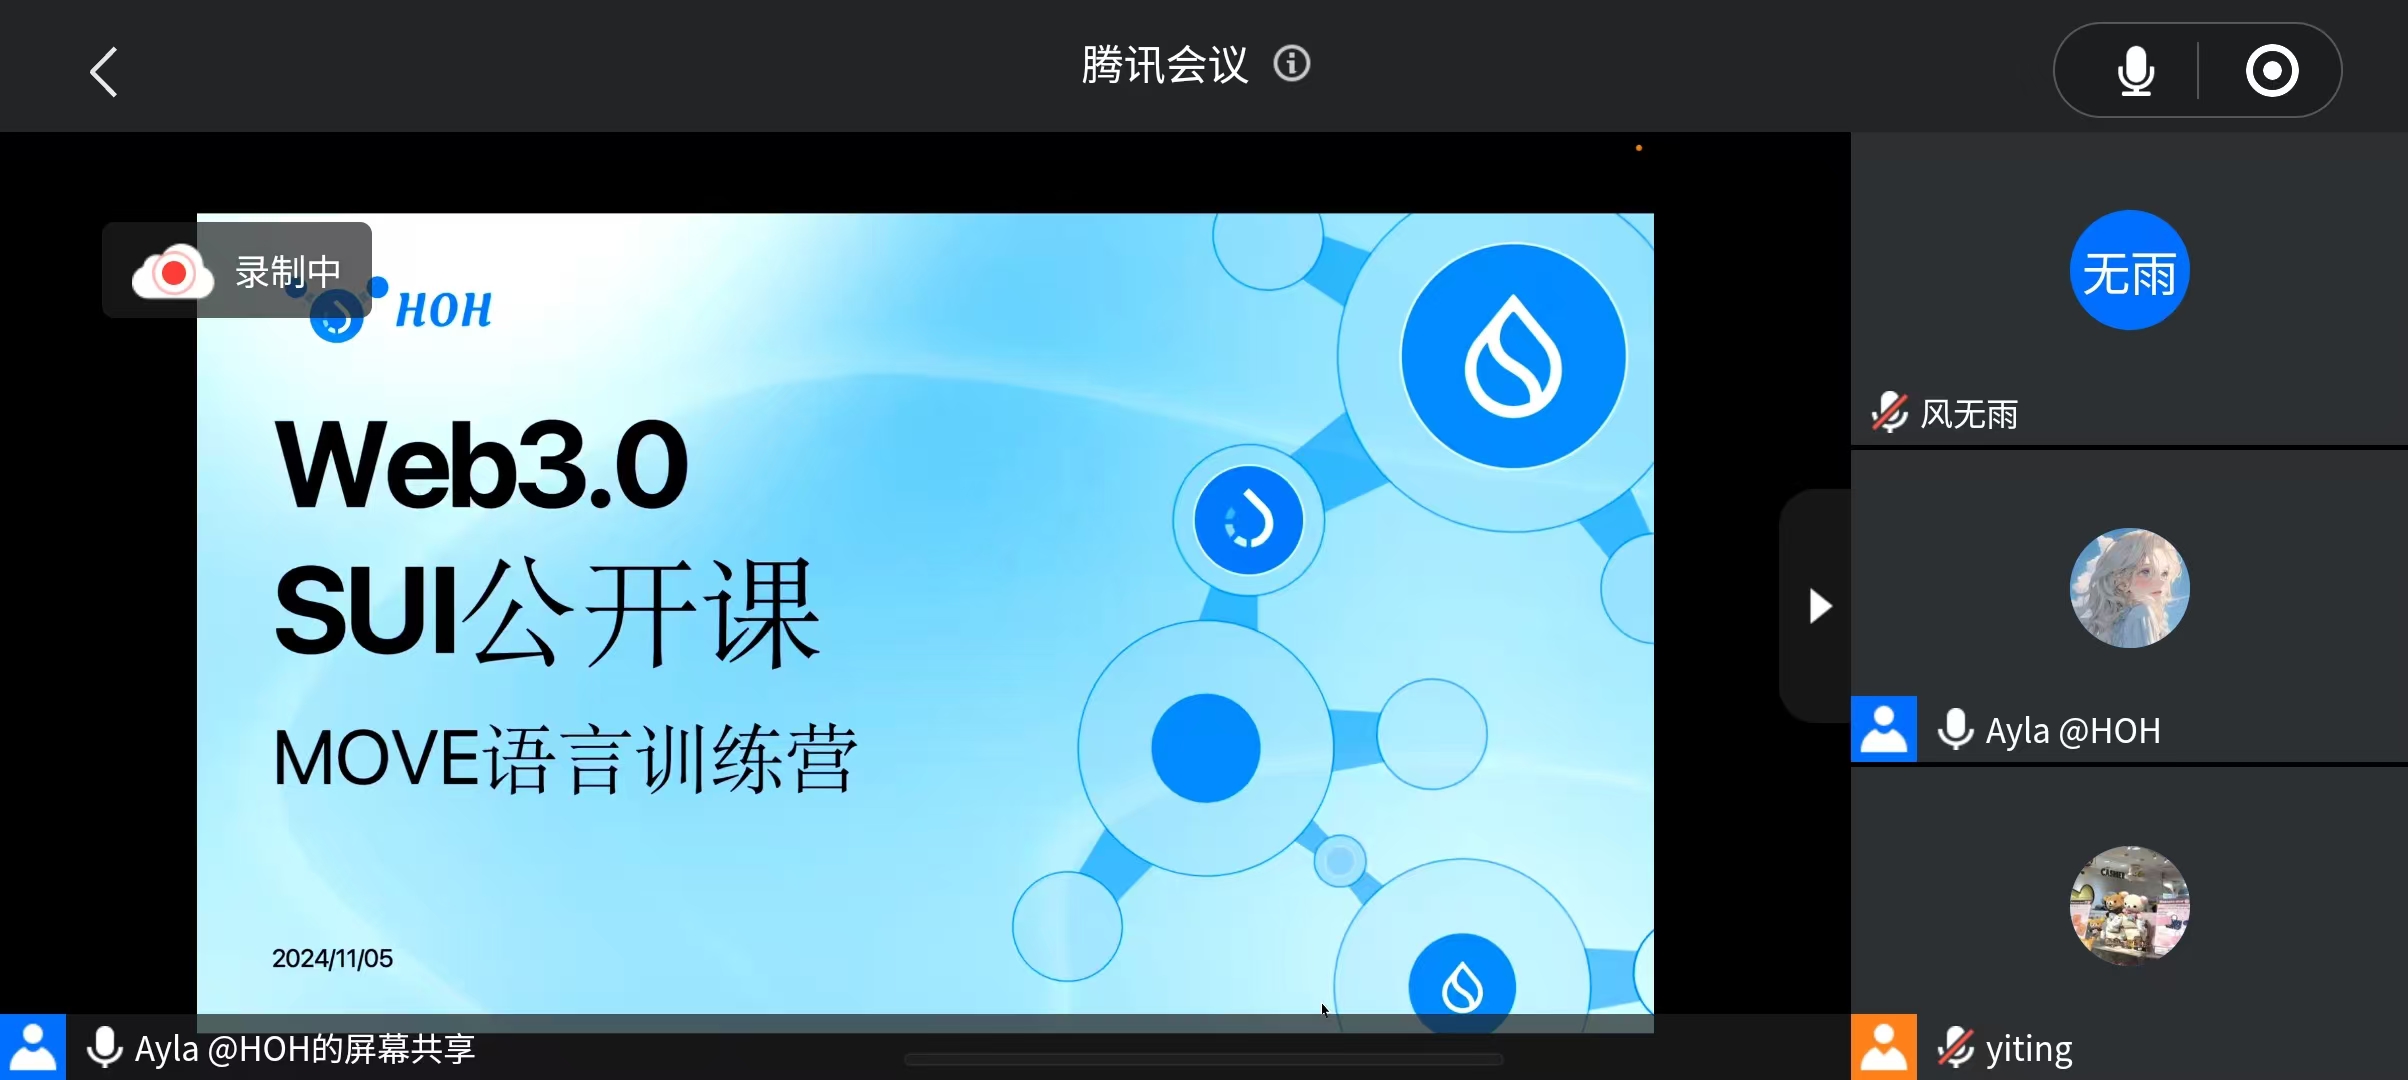 腾讯会议
录制中
HOH
Web3.0
SUI公开课
MOVE语言训练营
2024/11/05
Ayla @HOH的屏幕共享
无雨
风无雨
Ayla @HOH
CASHIER
yiting